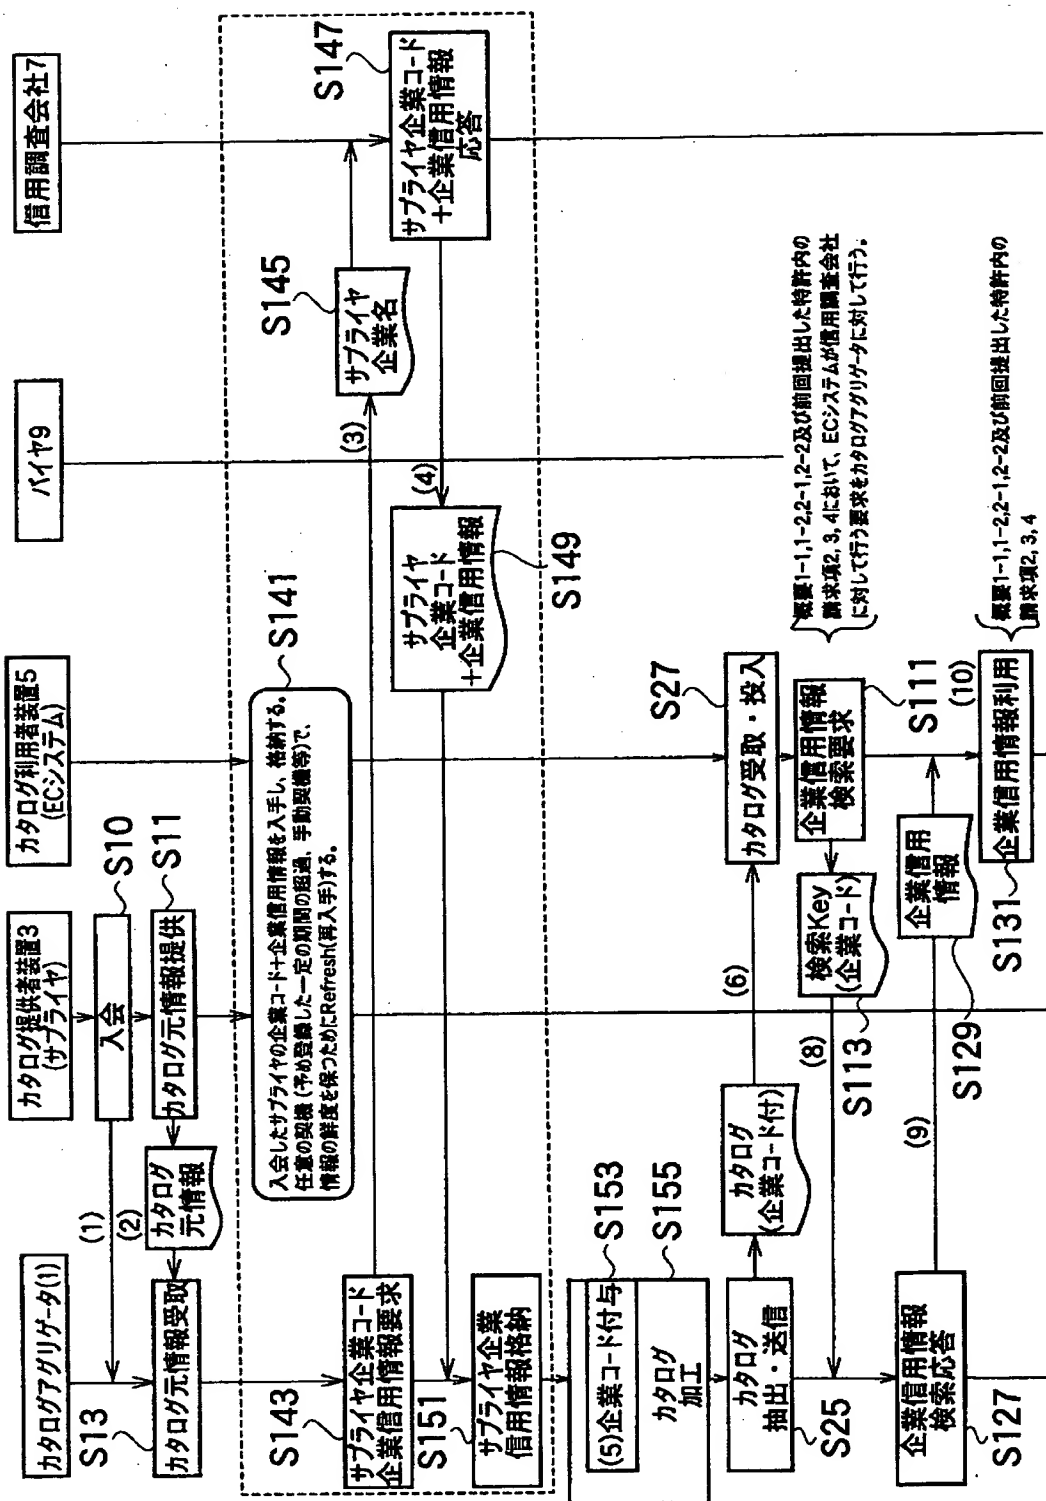 カタログアグリゲータ(1)
カタログ提供者装置3
(サプライヤ)
カタログ利用者装置5
(ECシステム)
バイヤ9
信用調査会社7
入会
S10
(1)
カタログ元情報提供
S11
(2)
カタログ
元情報
S13
カタログ元情報受取
入会したサプライヤの企業コード+企業信用情報を入手し、格納する。
任意の契機(予め登録した一定の期間の超過、手動契機等)で、
情報の鮮度を保つためにRefresh(再入手)する。
S141
S143
サプライヤ企業コード
企業信用情報要求
(3)
サプライヤ
企業名
S145
サプライヤ企業コード
+企業信用情報
応答
S147
(4)
サプライヤ
企業コード
+企業信用情報
S149
S151
サプライヤ企業
信用情報格納
(5)企業コード付与
S153
カタログ
加工
S155
カタログ
抽出・送信
S25
カタログ
(企業コード付)
(6)
カタログ受取・投入
S27
企業信用情報
検索要求
S111
概要1-1,1-2,2-1,2-2及び前回提出した特許内の
請求項2,3,4において、ECシステムが信用調査会社
に対して行う要求をカタログアグリゲータに対して行う。
検索Key
(企業コード)
S113
(8)
企業信用情報
検索応答
S127
(9)
企業信用
情報
S129
(10)
企業信用情報利用
S131
概要1-1,1-2,2-1,2-2及び前回提出した特許内の
請求項2,3,4